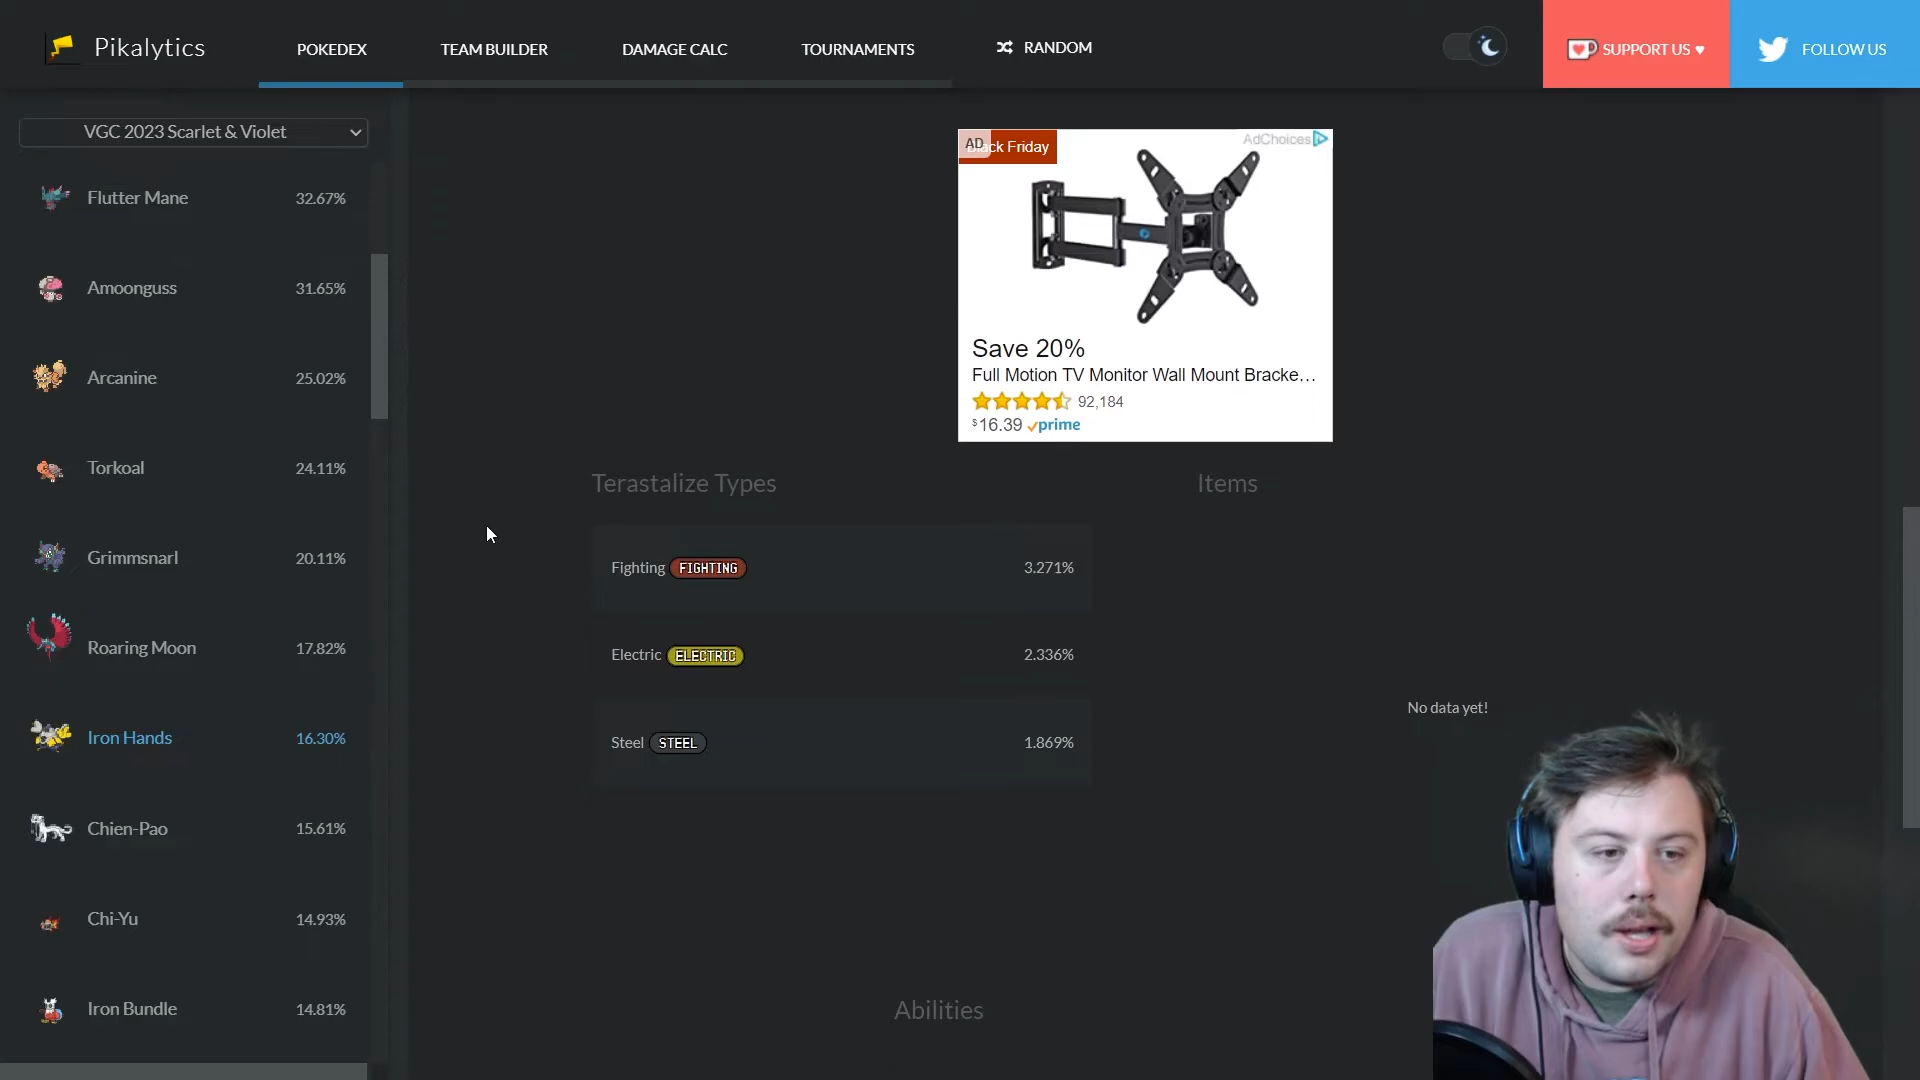 Pikalytics
POKEDEX
TEAM BUILDER
DAMAGE CALC
TOURNAMENTS
RANDOM
SUPPORT US ♥
FOLLOW US
VGC 2023 Scarlet & Violet
Flutter Mane 32.67%
Amoonguss 31.65%
Arcanine 25.02%
Torkoal 24.11%
Grimmsnarl 20.11%
Roaring Moon 17.82%
Iron Hands 16.30%
Chien-Pao 15.61%
Chi-Yu 14.93%
Iron Bundle 14.81%
AD
Black Friday
AdChoices
Save 20%
Full Motion TV Monitor Wall Mount Bracke...
92,184
$16.39 prime
Terastalize Types
Fighting FIGHTING 3.271%
Electric ELECTRIC 2.336%
Steel STEEL 1.869%
Items
No data yet!
Abilities